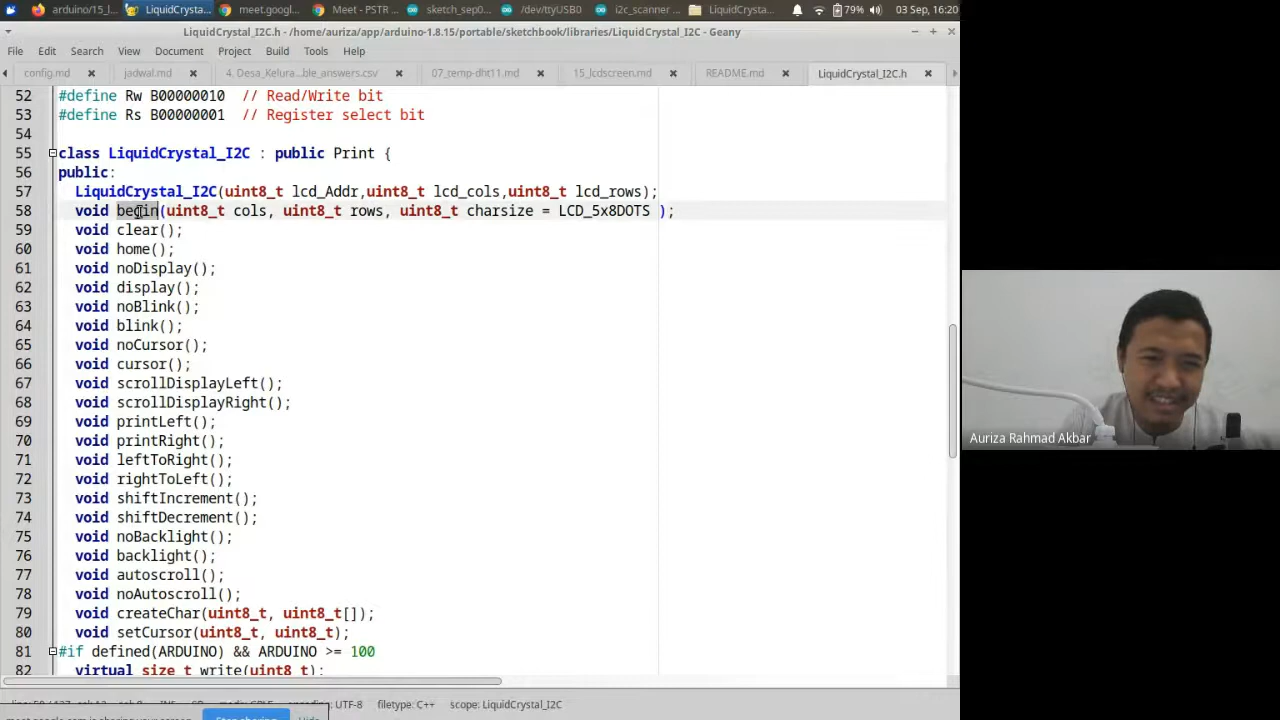 arduino/15_l...
LiquidCrysta...
meet.googl...
Meet - PSTR ...
sketch_sep0...
/dev/ttyUSB0
i2c_scanner ...
LiquidCrysta...
79%
03 Sep, 16:20
LiquidCrystal_I2C.h - /home/auriza/app/arduino-1.8.15/portable/sketchbook/libraries/LiquidCrystal_I2C - Geany
File Edit Search View Document Project Build Tools Help
config.md
jadwal.md
4. Desa_Kelura...ble_answers.csv
07_temp-dht11.md
15_lcdscreen.md
README.md
LiquidCrystal_I2C.h
52 #define Rw B00000010 // Read/Write bit
53 #define Rs B00000001 // Register select bit
54
55 class LiquidCrystal_I2C : public Print {
56 public:
57 LiquidCrystal_I2C(uint8_t lcd_Addr,uint8_t lcd_cols,uint8_t lcd_rows);
58 void begin(uint8_t cols, uint8_t rows, uint8_t charsize = LCD_5x8DOTS );
59 void clear();
60 void home();
61 void noDisplay();
62 void display();
63 void noBlink();
64 void blink();
65 void noCursor();
66 void cursor();
67 void scrollDisplayLeft();
68 void scrollDisplayRight();
69 void printLeft();
70 void printRight();
71 void leftToRight();
72 void rightToLeft();
73 void shiftIncrement();
74 void shiftDecrement();
75 void noBacklight();
76 void backlight();
77 void autoscroll();
78 void noAutoscroll();
79 void createChar(uint8_t, uint8_t[]);
80 void setCursor(uint8_t, uint8_t);
81 #if defined(ARDUINO) && ARDUINO >= 100
82 virtual size_t write(uint8_t);
filetype: C++
scope: LiquidCrystal_I2C
Auriza Rahmad Akbar